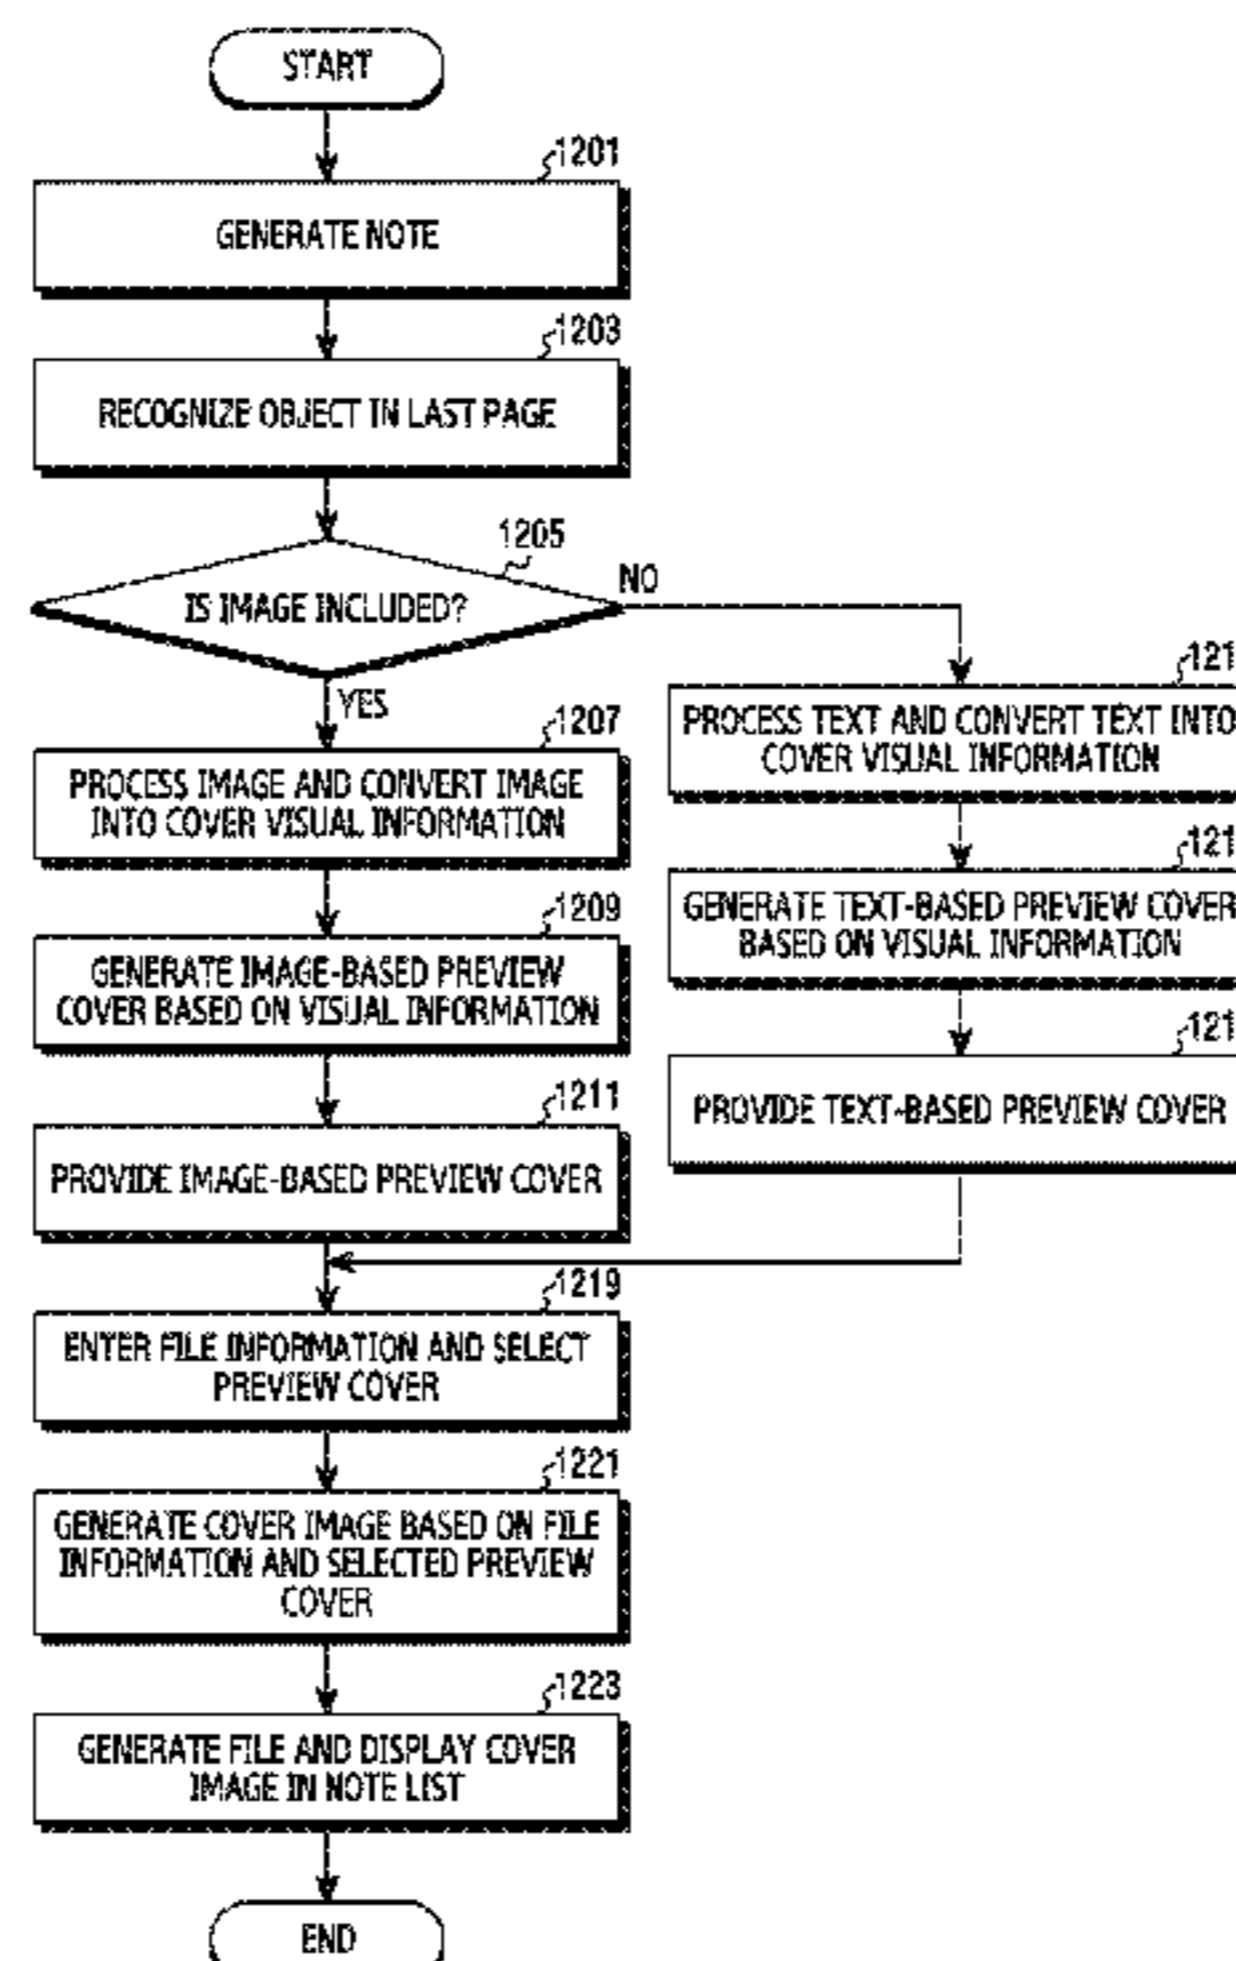 START
1201
GENERATE NOTE
1203
RECOGNIZE OBJECT IN LAST PAGE
1205
IS IMAGE INCLUDED?
NO
YES
1207
PROCESS IMAGE AND CONVERT IMAGE
INTO COVER VISUAL INFORMATION
1209
GENERATE IMAGE-BASED PREVIEW
COVER BASED ON VISUAL INFORMATION
1211
PROVIDE IMAGE-BASED PREVIEW COVER
121
PROCESS TEXT AND CONVERT TEXT INTO
COVER VISUAL INFORMATION
121
GENERATE TEXT-BASED PREVIEW COVER
BASED ON VISUAL INFORMATION
121
PROVIDE TEXT-BASED PREVIEW COVER
1219
ENTER FILE INFORMATION AND SELECT
PREVIEW COVER
1221
GENERATE COVER IMAGE BASED ON FILE
INFORMATION AND SELECTED PREVIEW
COVER
1223
GENERATE FILE AND DISPLAY COVER
IMAGE IN NOTE LIST
END